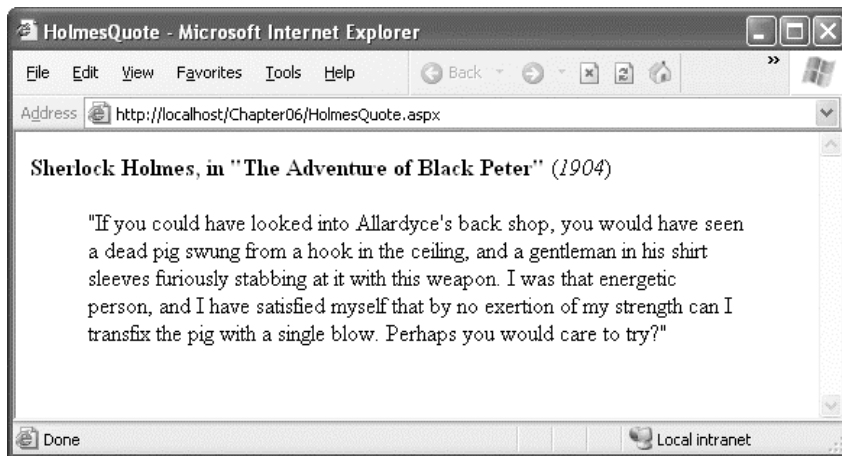 HolmesQuote - Microsoft Internet Explorer
File Edit View Favorites Tools Help Back »
Address http://localhost/Chapter06/HolmesQuote.aspx
Sherlock Holmes, in "The Adventure of Black Peter" (1904)
"If you could have looked into Allardyce's back shop, you would have seen
a dead pig swung from a hook in the ceiling, and a gentleman in his shirt
sleeves furiously stabbing at it with this weapon. I was that energetic
person, and I have satisfied myself that by no exertion of my strength can I
transfix the pig with a single blow. Perhaps you would care to try?"
Done Local intranet